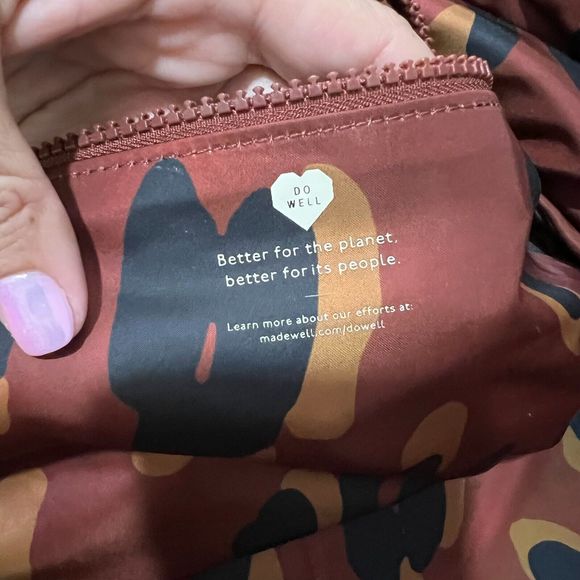 DO
WELL
Better for the planet,
better for its people.
Learn more about our efforts at:
madewell.com/dowell